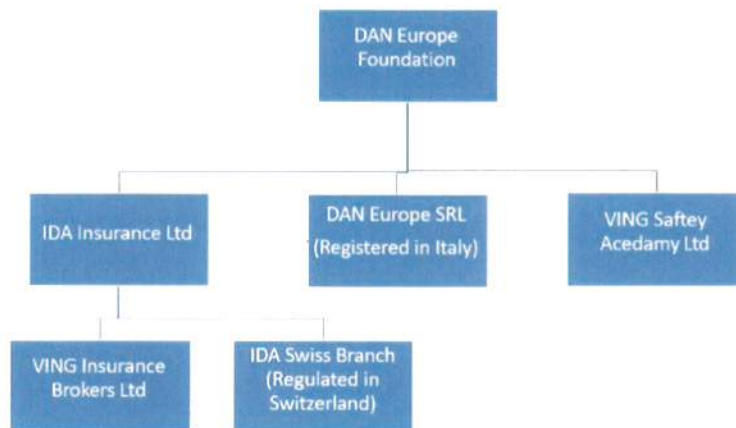 DAN Europe
Foundation
IDA Insurance Ltd
DAN Europe SRL
(Registered in Italy)
VING Saftey
Acedamy Ltd
VING Insurance
Brokers Ltd
IDA Swiss Branch
(Regulated in
Switzerland)